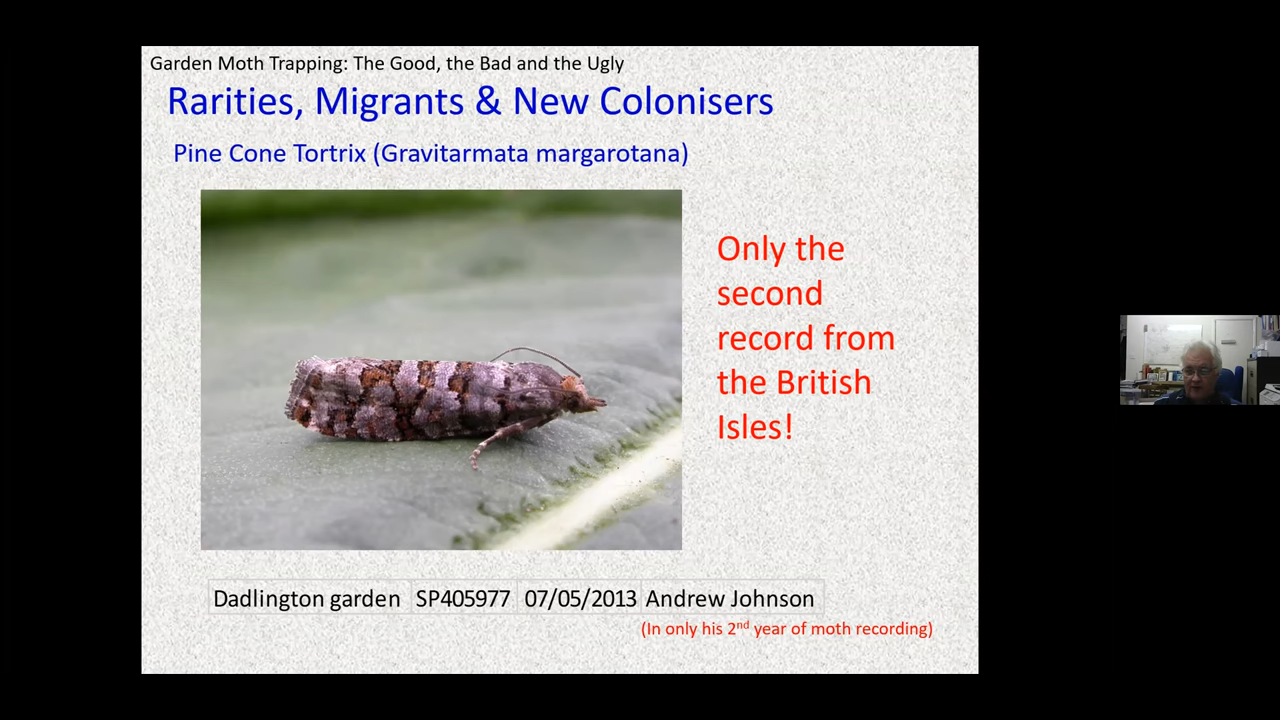 Garden Moth Trapping: The Good, the Bad and the Ugly
Rarities, Migrants & New Colonisers
Pine Cone Tortrix (Gravitarmata margarotana)
Only the
second
record from
the British
Isles!
Dadlington garden SP405977 07/05/2013 Andrew Johnson
(In only his 2nd year of moth recording)